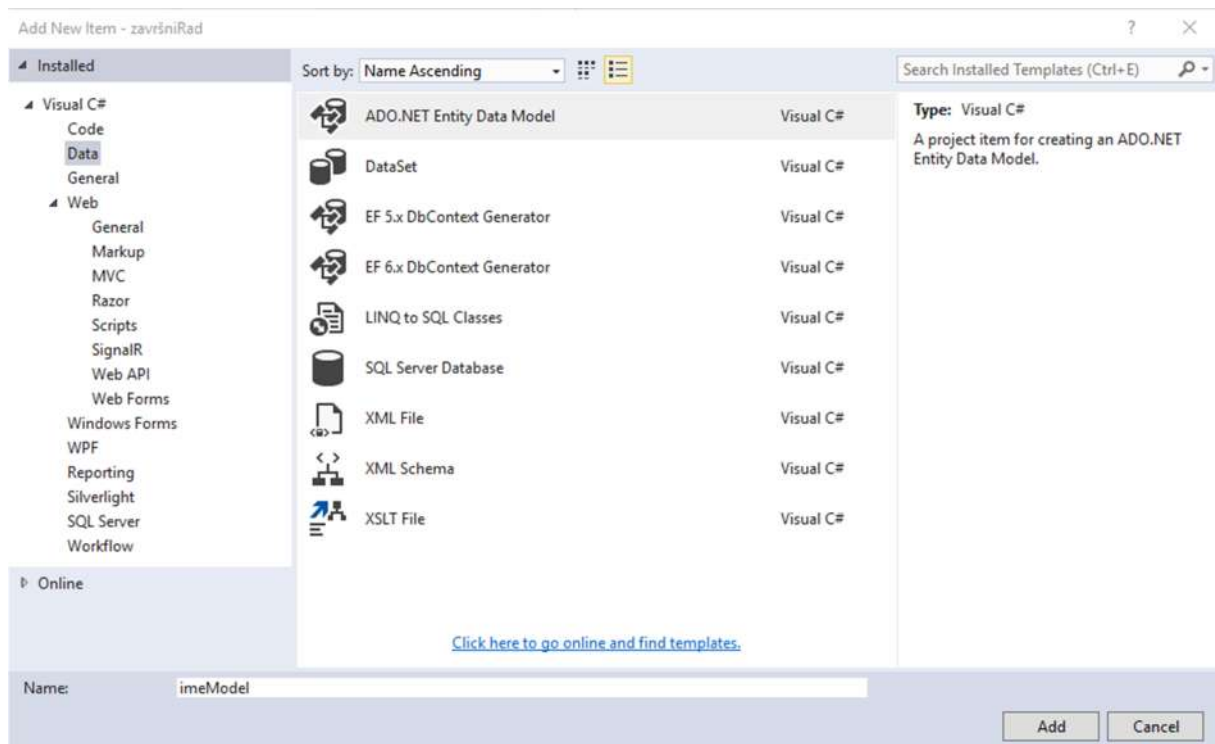 Add New Item - završniRad
? ×
Installed
Sort by: Name Ascending
Search Installed Templates (Ctrl+E)
Visual C#
Code
Data
General
Web
General
Markup
MVC
Razor
Scripts
SignalR
Web API
Web Forms
Windows Forms
WPF
Reporting
Silverlight
SQL Server
Workflow
Online
ADO.NET Entity Data Model Visual C#
DataSet Visual C#
EF 5.x DbContext Generator Visual C#
EF 6.x DbContext Generator Visual C#
LINQ to SQL Classes Visual C#
SQL Server Database Visual C#
XML File Visual C#
XML Schema Visual C#
XSLT File Visual C#
Click here to go online and find templates.
Type: Visual C#
A project item for creating an ADO.NET
Entity Data Model.
Name: imeModel
Add Cancel